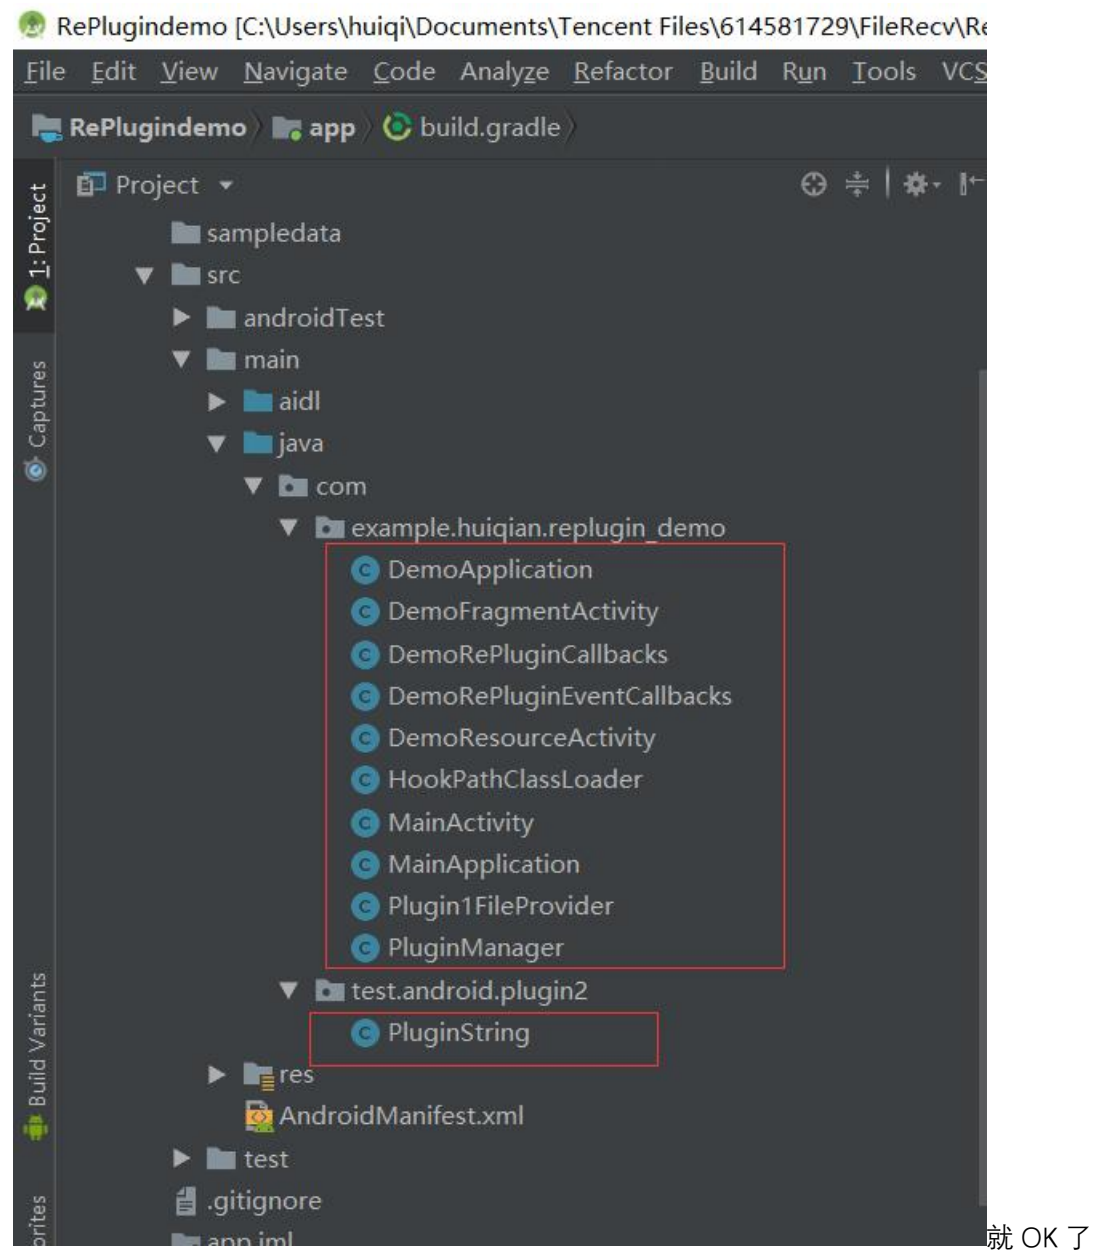 RePlugindemo [C:\Users\huiqi\Documents\Tencent Files\614581729\FileRecv\Re
File Edit View Navigate Code Analyze Refactor Build Run Tools VCS
RePlugindemo app build.gradle
Project
1: Project
Captures
Build Variants
sampledata
src
androidTest
main
aidl
java
com
example.huiqian.replugin_demo
DemoApplication
DemoFragmentActivity
DemoRePluginCallbacks
DemoRePluginEventCallbacks
DemoResourceActivity
HookPathClassLoader
MainActivity
MainApplication
Plugin1FileProvider
PluginManager
test.android.plugin2
PluginString
res
AndroidManifest.xml
test
.gitignore
app.iml
就 OK 了